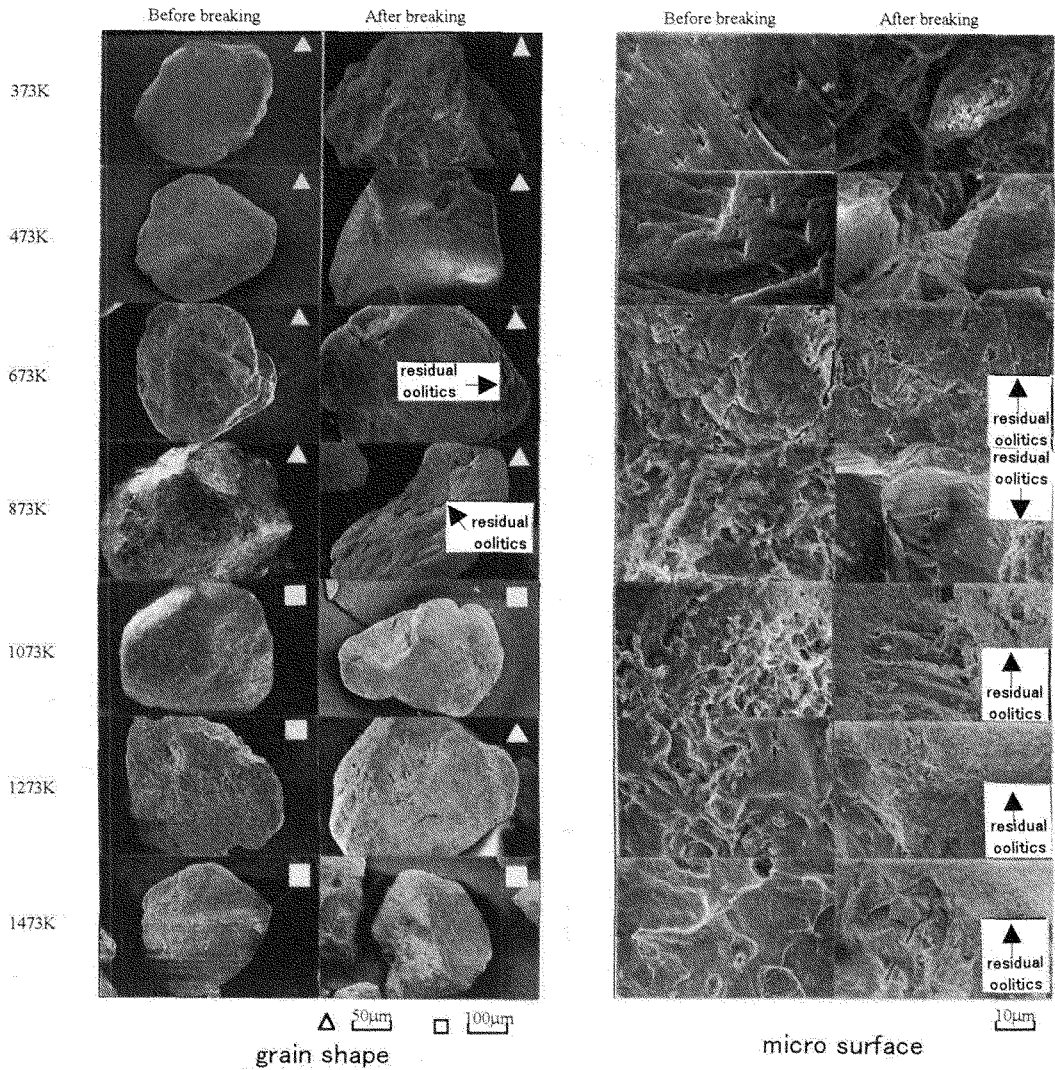 Before breaking
After breaking
Before breaking
After breaking
373K
473K
673K
residual
oolitics
residual
oolitics
873K
residual
oolitics
residual
oolitics
1073K
residual
oolitics
1273K
residual
oolitics
1473K
residual
oolitics
50μm
100μm
10μm
grain shape
micro surface